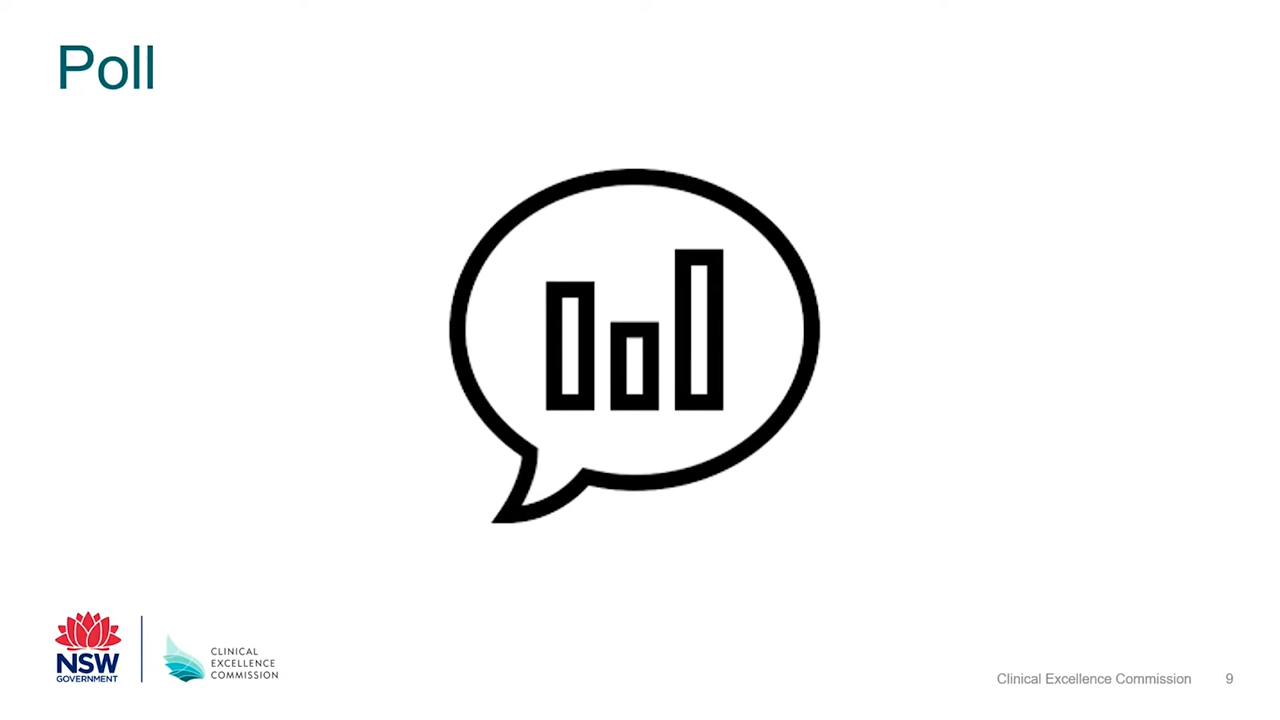 Poll
NSW
GOVERNMENT
CLINICAL
EXCELLENCE
COMMISSION
Clinical Excellence Commission 9